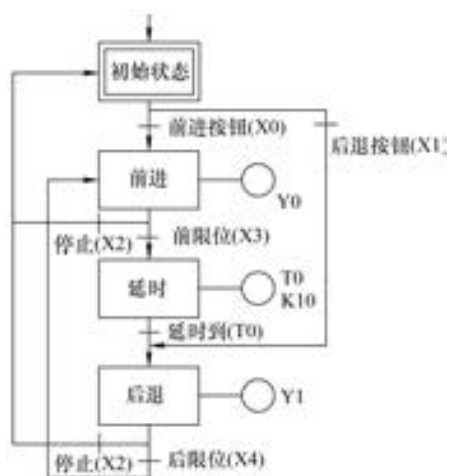 初始状态
前进按钮(X0)
后退按钮(X1)
前进
Y0
停止(X2)
前限位(X3)
延时
T0
K10
延时到(T0)
后退
Y1
停止(X2)
后限位(X4)